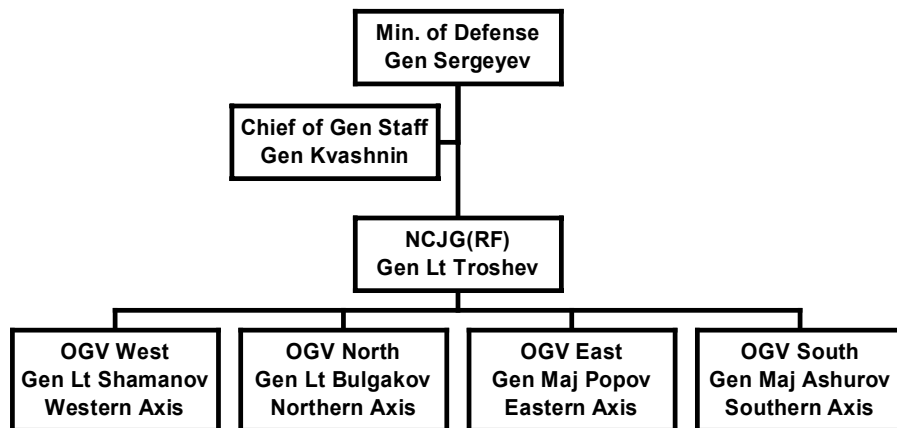 Min. of Defense
Gen Sergeyev
Chief of Gen Staff
Gen Kvashnin
NCJG(RF)
Gen Lt Troshev
OGV West
Gen Lt Shamanov
Western Axis
OGV North
Gen Lt Bulgakov
Northern Axis
OGV East
Gen Maj Popov
Eastern Axis
OGV South
Gen Maj Ashurov
Southern Axis